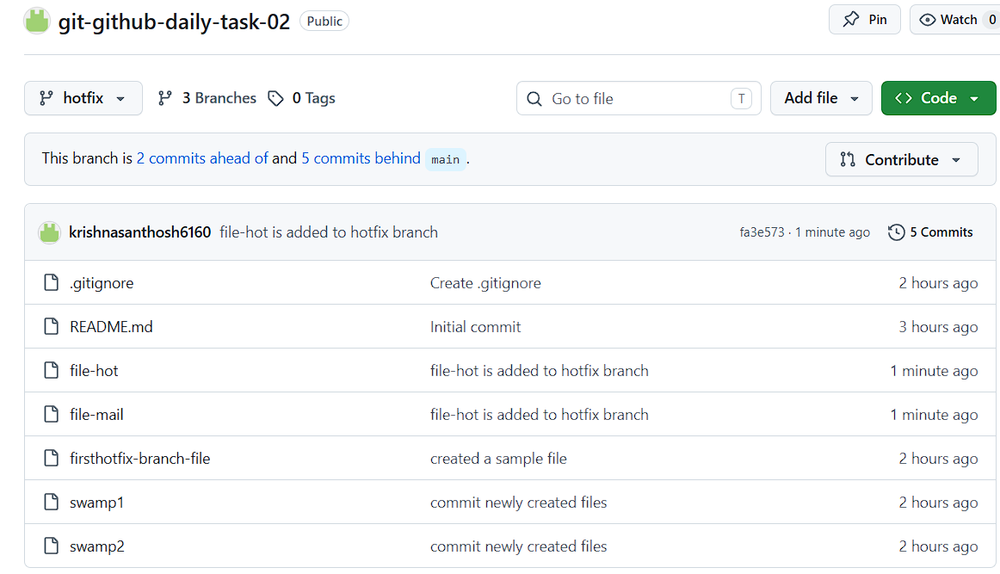 git-github-daily-task-02 Public Pin Watch 0
hotfix 3 Branches 0 Tags Go to file T Add file Code
This branch is 2 commits ahead of and 5 commits behind main .
Contribute
krishnasanthosh6160 file-hot is added to hotfix branch fa3e573 · 1 minute ago 5 Commits
.gitignore Create .gitignore 2 hours ago
README.md Initial commit 3 hours ago
file-hot file-hot is added to hotfix branch 1 minute ago
file-mail file-hot is added to hotfix branch 1 minute ago
firsthotfix-branch-file created a sample file 2 hours ago
swamp1 commit newly created files 2 hours ago
swamp2 commit newly created files 2 hours ago